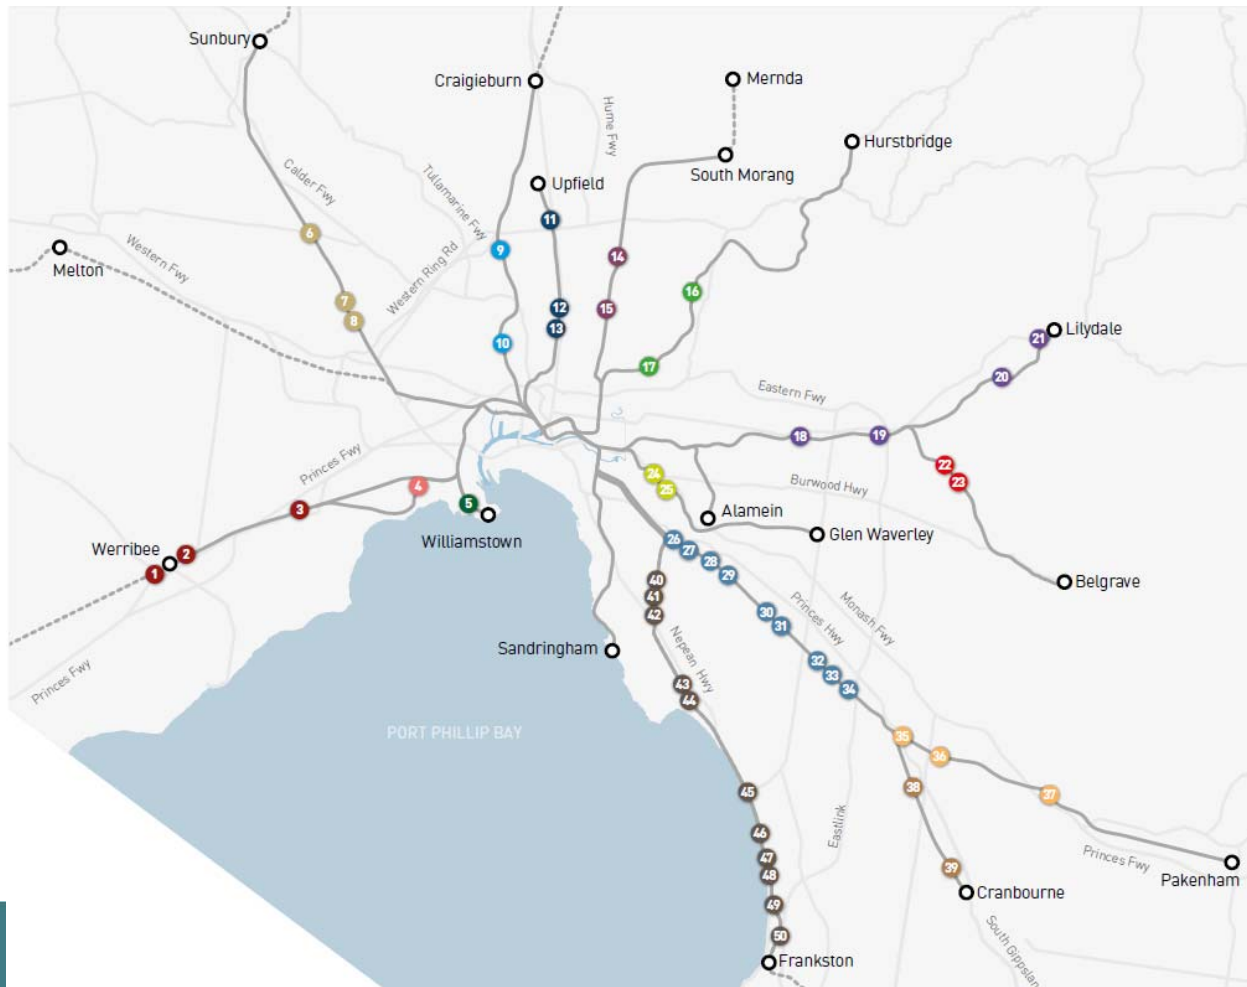 Sunbury
Craigieburn
Mernda
Hume Fwy
Hurstbridge
South Morang
Calder Fwy
Tullamarine Fwy
Upfield
11
6
9
14
Western Fwy
Western Ring Rd
Melton
16
7
8
12
13
15
10
17
21
Lilydale
20
Eastern Fwy
18
19
Princes Fwy
22
23
24
25
Burwood Hwy
4
5
3
Williamstown
Alamein
Glen Waverley
Werribee
2
1
26
27
28
29
40
41
42
30
31
Princes Hwy
Monash Fwy
Belgrave
Sandringham
Nepean Hwy
32
33
34
43
44
Princes Fwy
PORT PHILLIP BAY
35
36
38
37
45
46
47
48
Eastlink
Princes Fwy
39
Cranbourne
Pakenham
49
50
Frankston
South Gippslan